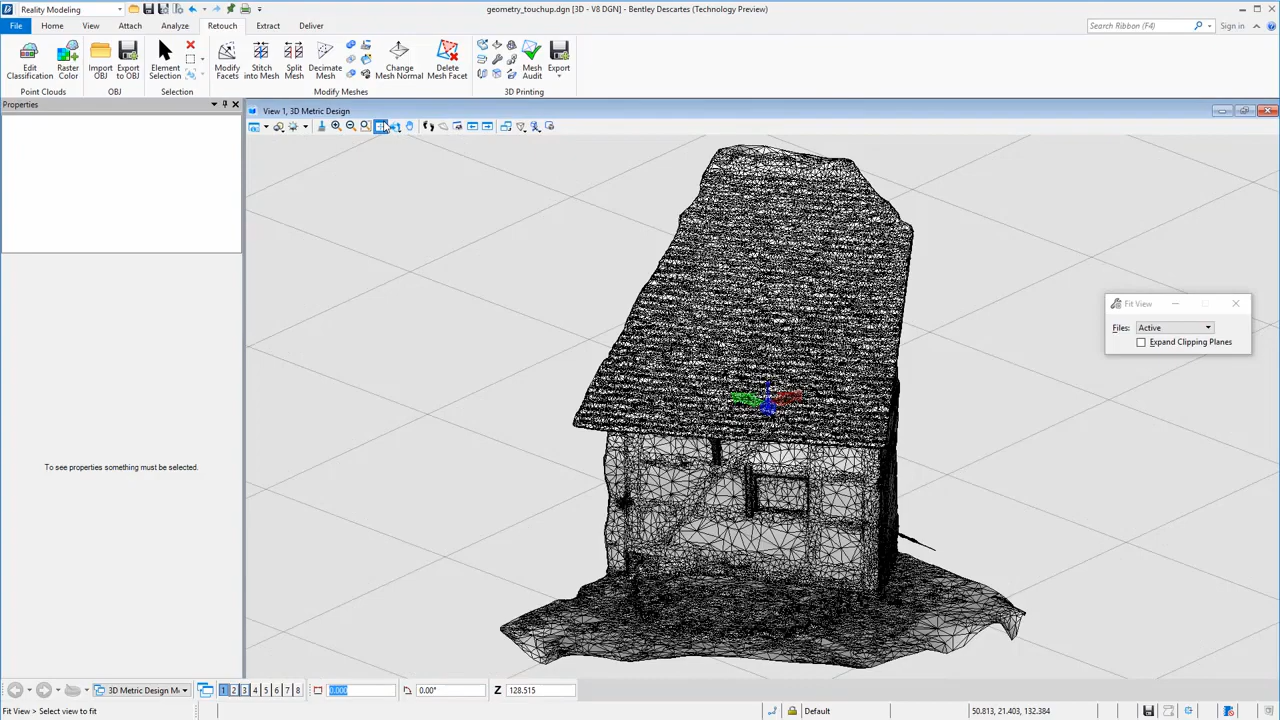 Reality Modeling
geometry_touchup.dgn [3D - V8 DGN] - Bentley Descartes (Technology Preview)
File
Home
View
Attach
Analyze
Retouch
Extract
Deliver
Search Ribbon (F4)
Sign in
Edit
Classification
Raster
Color
Import
OBJ
Export
to OBJ
Element
Selection
Modify
Facets
Stitch
into Mesh
Split
Mesh
Decimate
Mesh
Change
Mesh Normal
Delete
Mesh Facet
Mesh
Audit
Export
Point Clouds
OBJ
Selection
Modify Meshes
3D Printing
Properties
View 1, 3D Metric Design
Fit View
Files:
Active
Expand Clipping Planes
To see properties something must be selected.
3D Metric Design M
1 2 3 4 5 6 7 8
0.000
0.00°
Z
128.515
Fit View > Select view to fit
Default
50.813, 21.403, 132.384